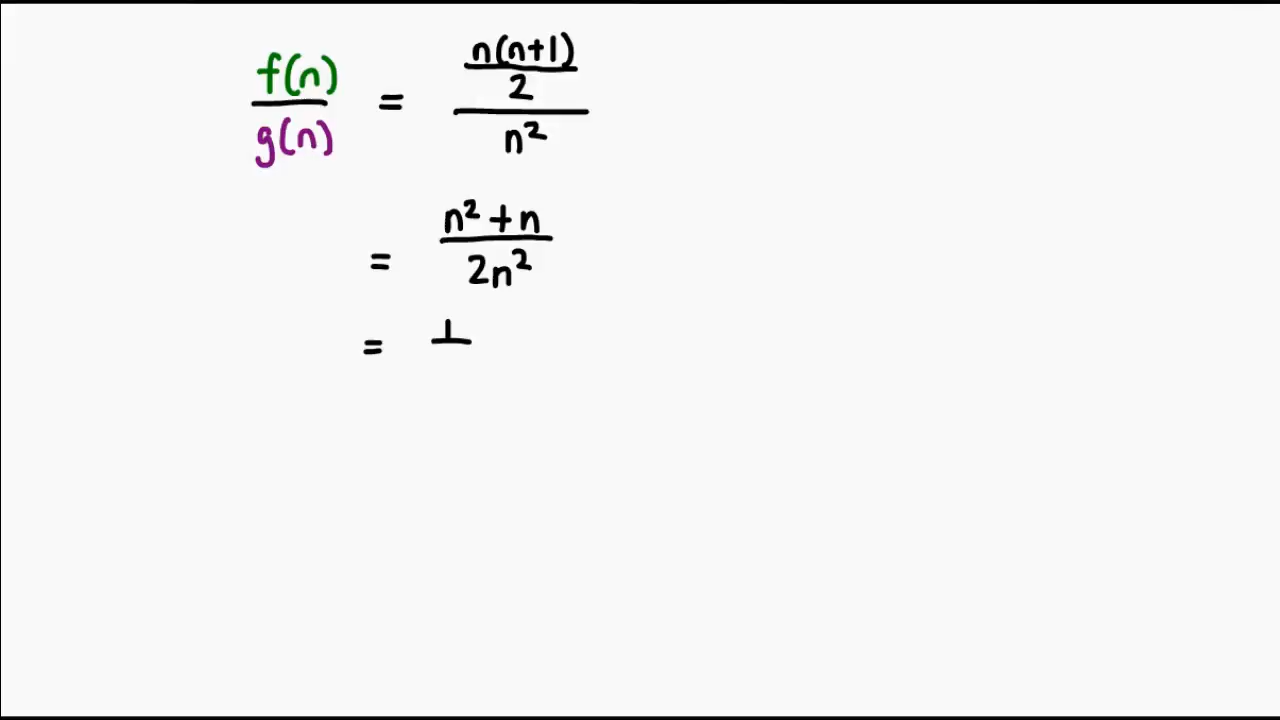 f(n)/g(n) = (n(n+1)/2)/n²
= (n²+n)/2n²
= 1/